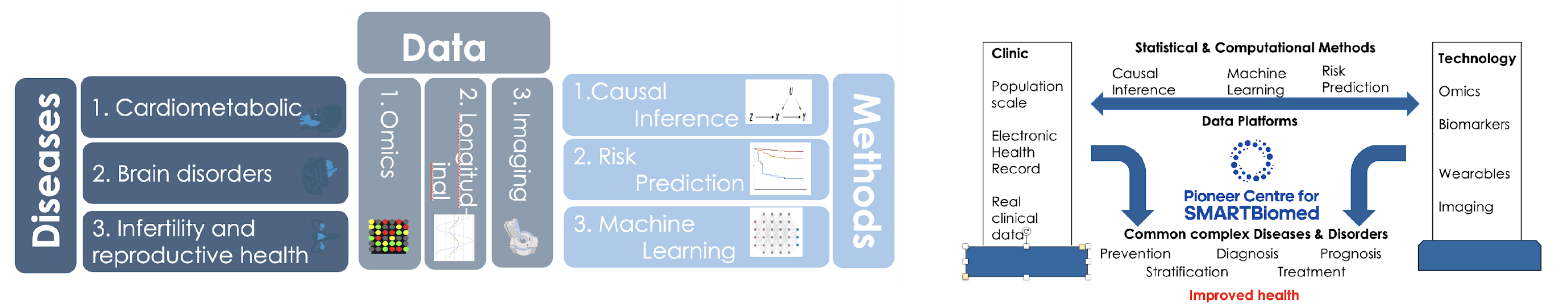 Diseases
1. Cardiometabolic
2. Brain disorders
3. Infertility and
reproductive health
Data
1. Omics
2. Longitud-
inal
3. Imaging
1.Causal
Inference
U
Z
X
Y
2. Risk
Prediction
3. Machine
Learning
Methods
Clinic
Population
scale
Electronic
Health
Record
Real
clinical
data
Statistical & Computational Methods
Causal
Inference
Machine
Learning
Risk
Prediction
Data Platforms
Pioneer Centre for
SMARTBiomed
Common complex Diseases & Disorders
Prevention Diagnosis Prognosis
Stratification Treatment
Improved health
Technology
Omics
Biomarkers
Wearables
Imaging